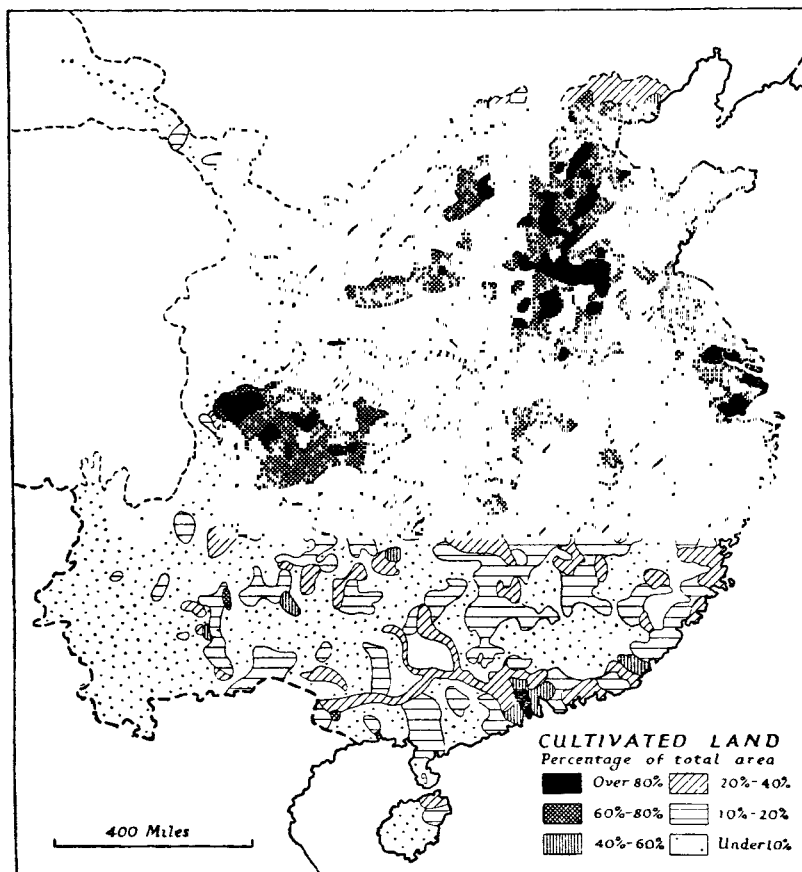 CULTIVATED LAND
Percentage of total area
Over 80%
20%-40%
60%-80%
10%-20%
40%-60%
Under 10%
400 Miles